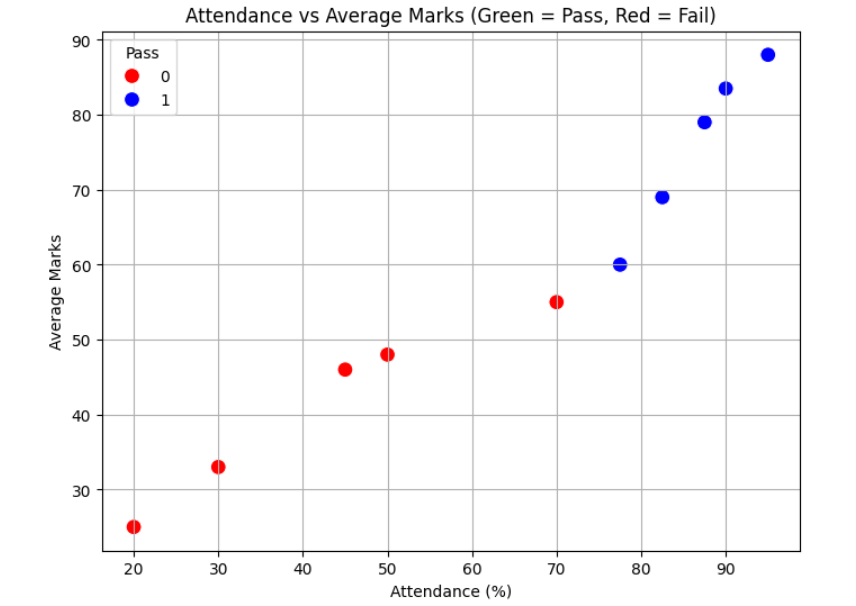 Attendance vs Average Marks (Green = Pass, Red = Fail)
Pass
0
1
Average Marks
90
80
70
60
50
40
30
20 30 40 50 60 70 80 90
Attendance (%)